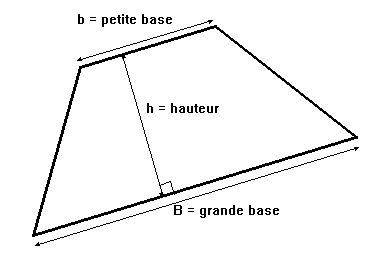 b = petite base
h = hauteur
B = grande base